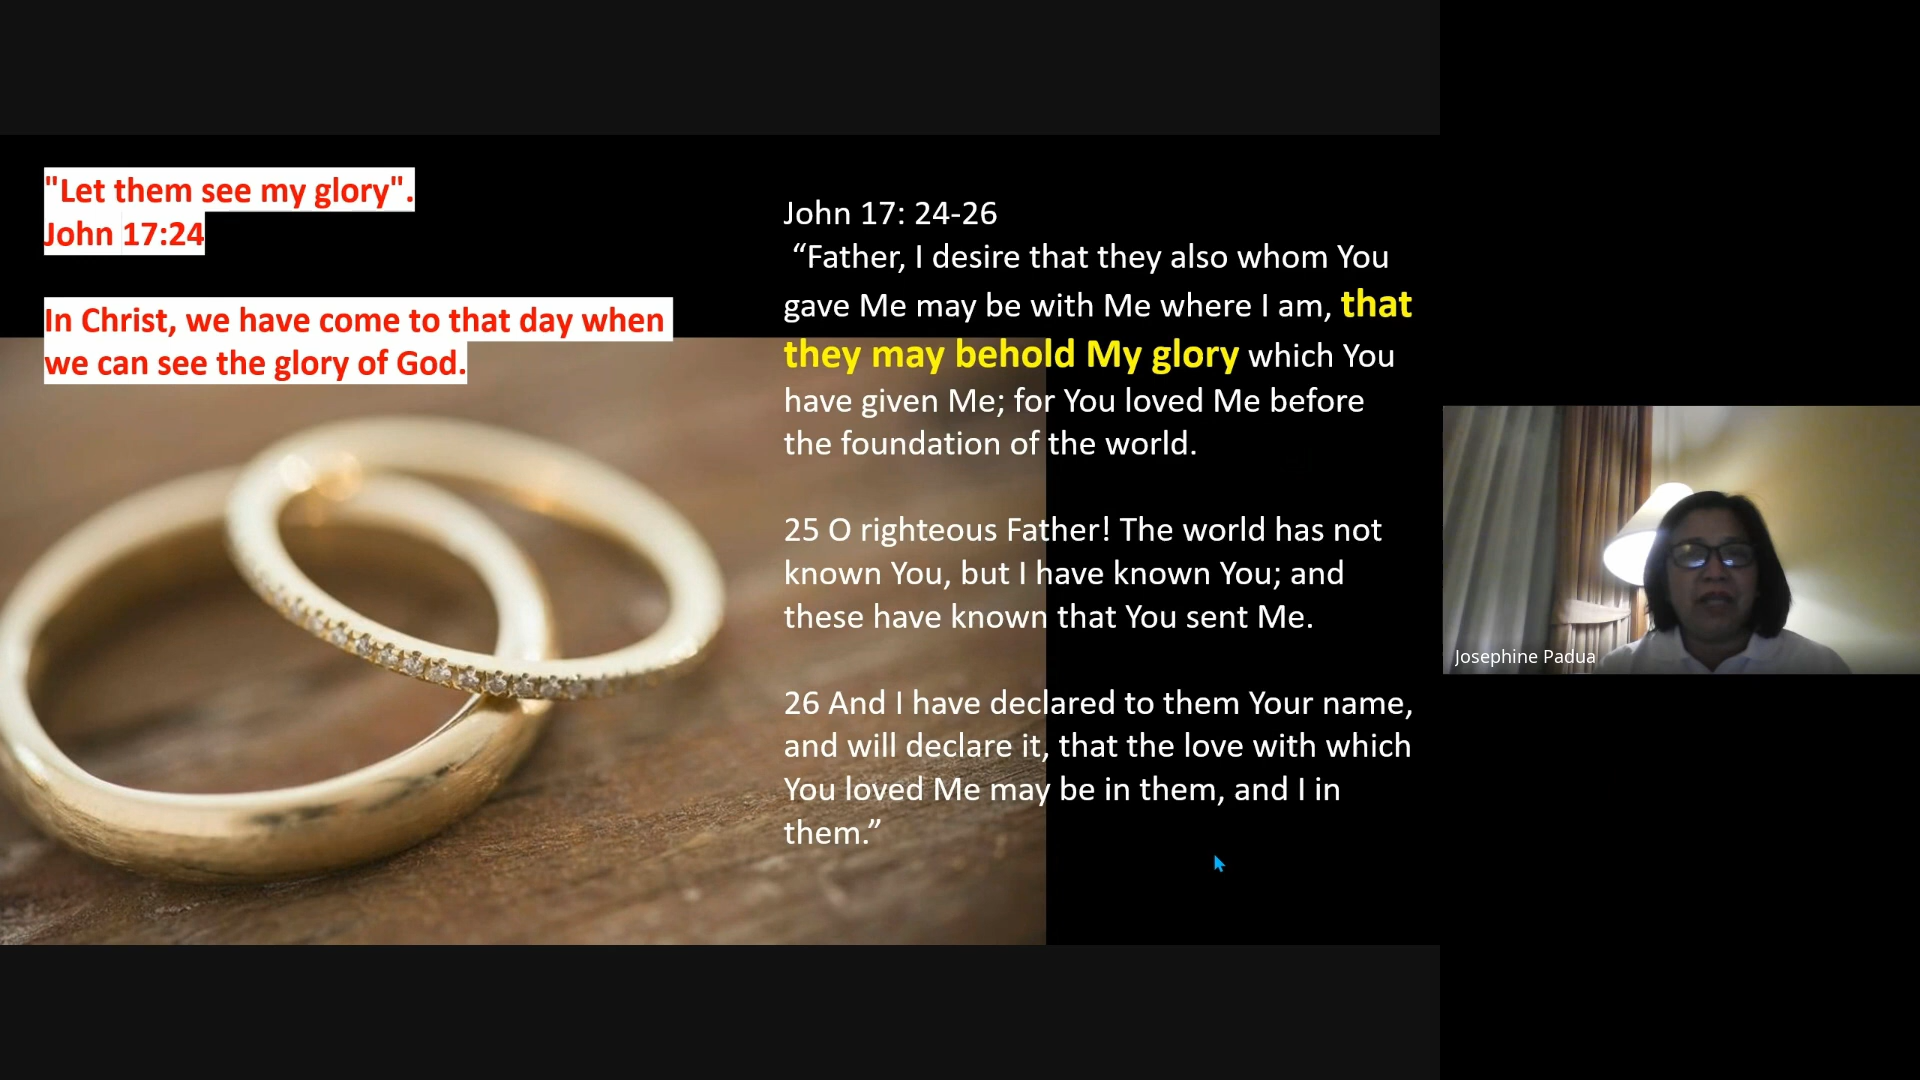 "Let them see my glory".
John 17:24
In Christ, we have come to that day when
we can see the glory of God.
John 17: 24-26
“Father, I desire that they also whom You
gave Me may be with Me where I am, that
they may behold My glory which You
have given Me; for You loved Me before
the foundation of the world.
25 O righteous Father! The world has not
known You, but I have known You; and
these have known that You sent Me.
26 And I have declared to them Your name,
and will declare it, that the love with which
You loved Me may be in them, and I in
them.”
Josephine Padua